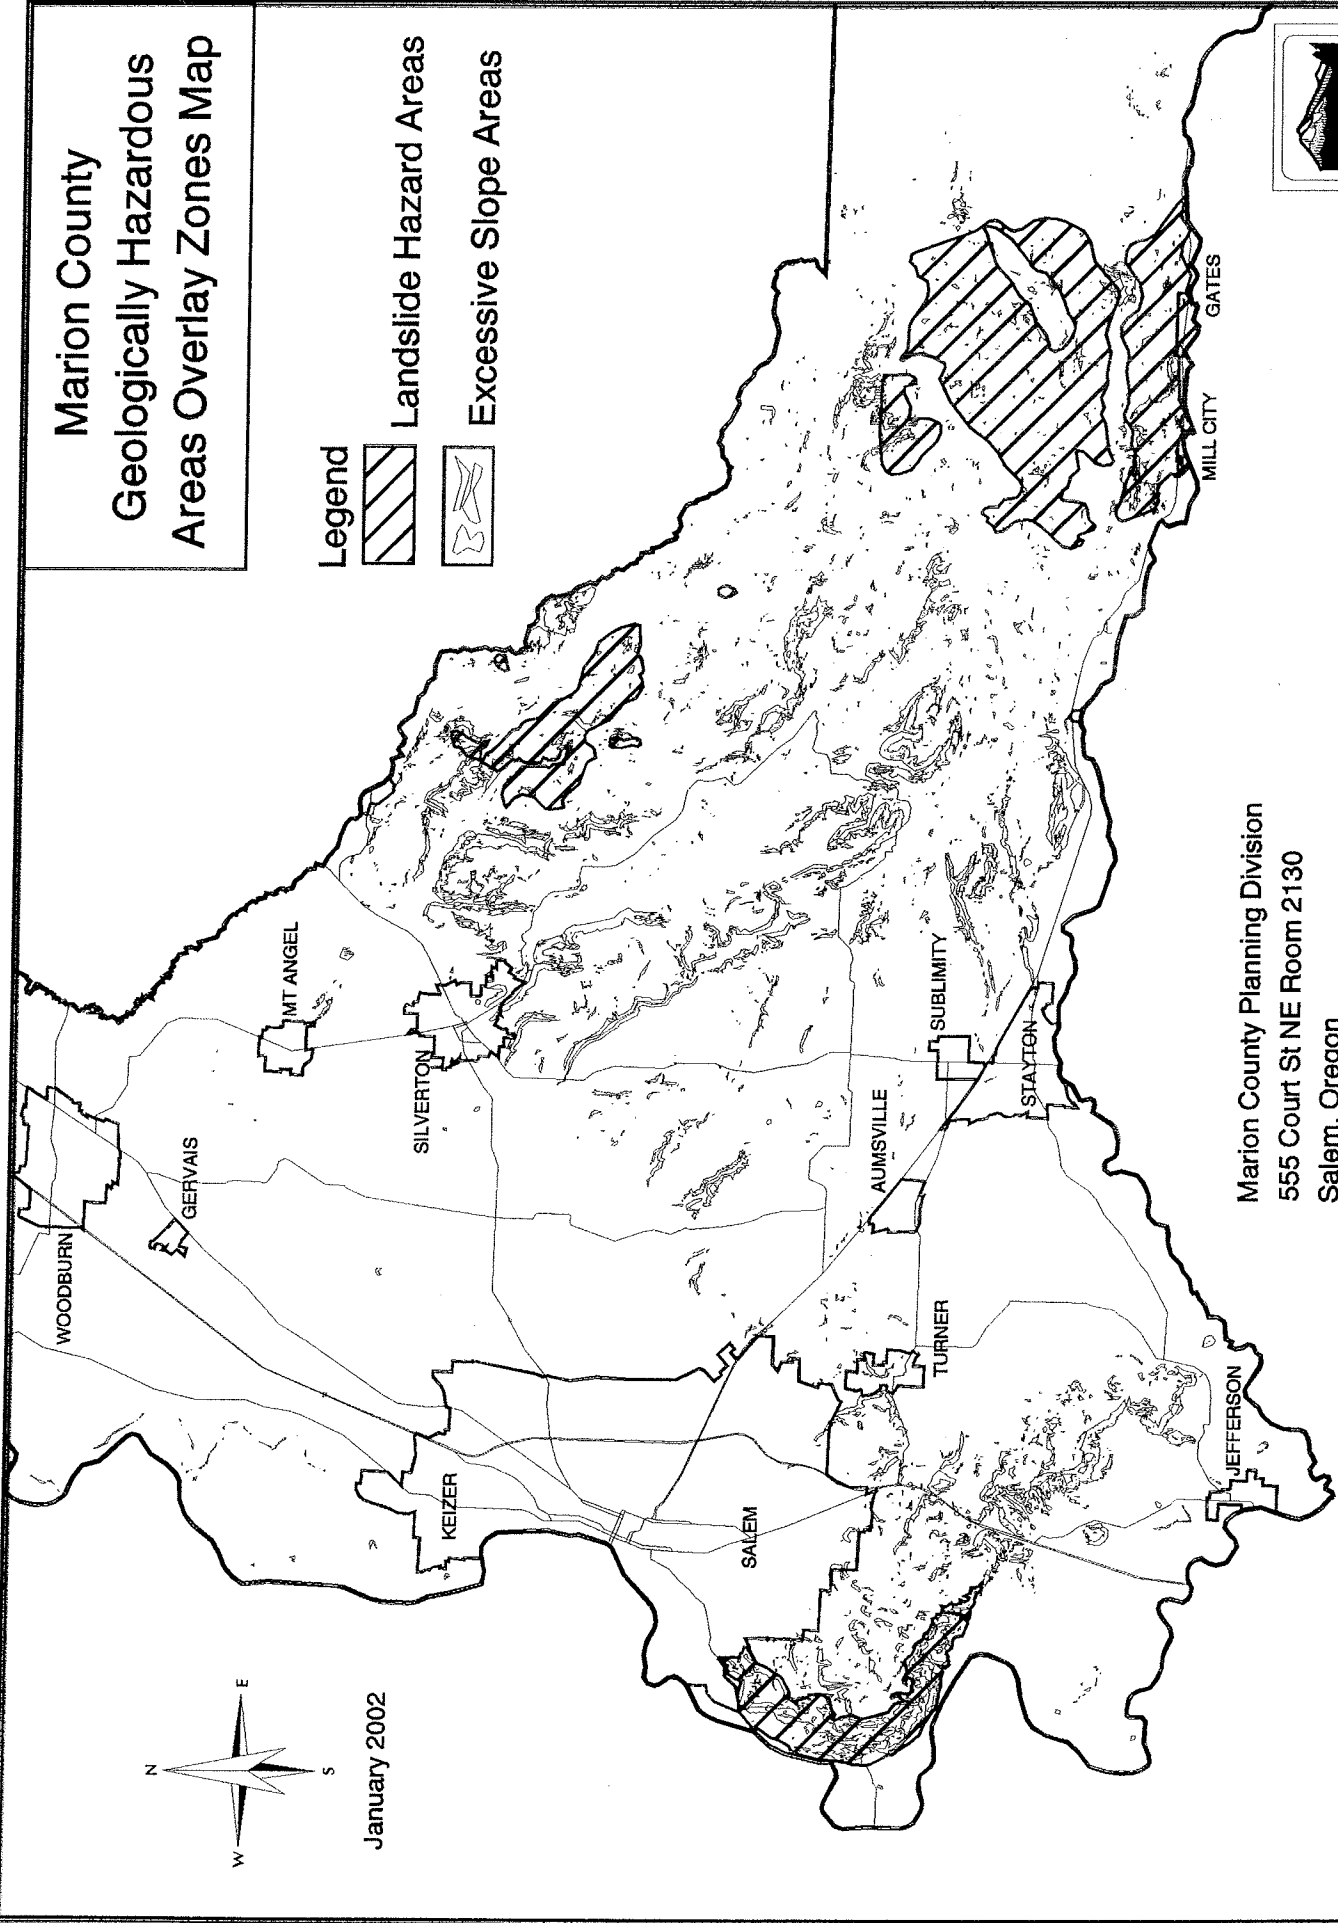 Marion County
Geologically Hazardous
Areas Overlay Zones Map
Legend
Landslide Hazard Areas
Excessive Slope Areas
N
W
E
S
January 2002
WOODBURN
GERVAIS
MT ANGEL
SILVERTON
KEIZER
SALEM
TURNER
AUMSVILLE
SUBLIMITY
STAYTON
JEFFERSON
MILL CITY
GATES
Marion County Planning Division
555 Court St NE Room 2130
Salem, Oregon